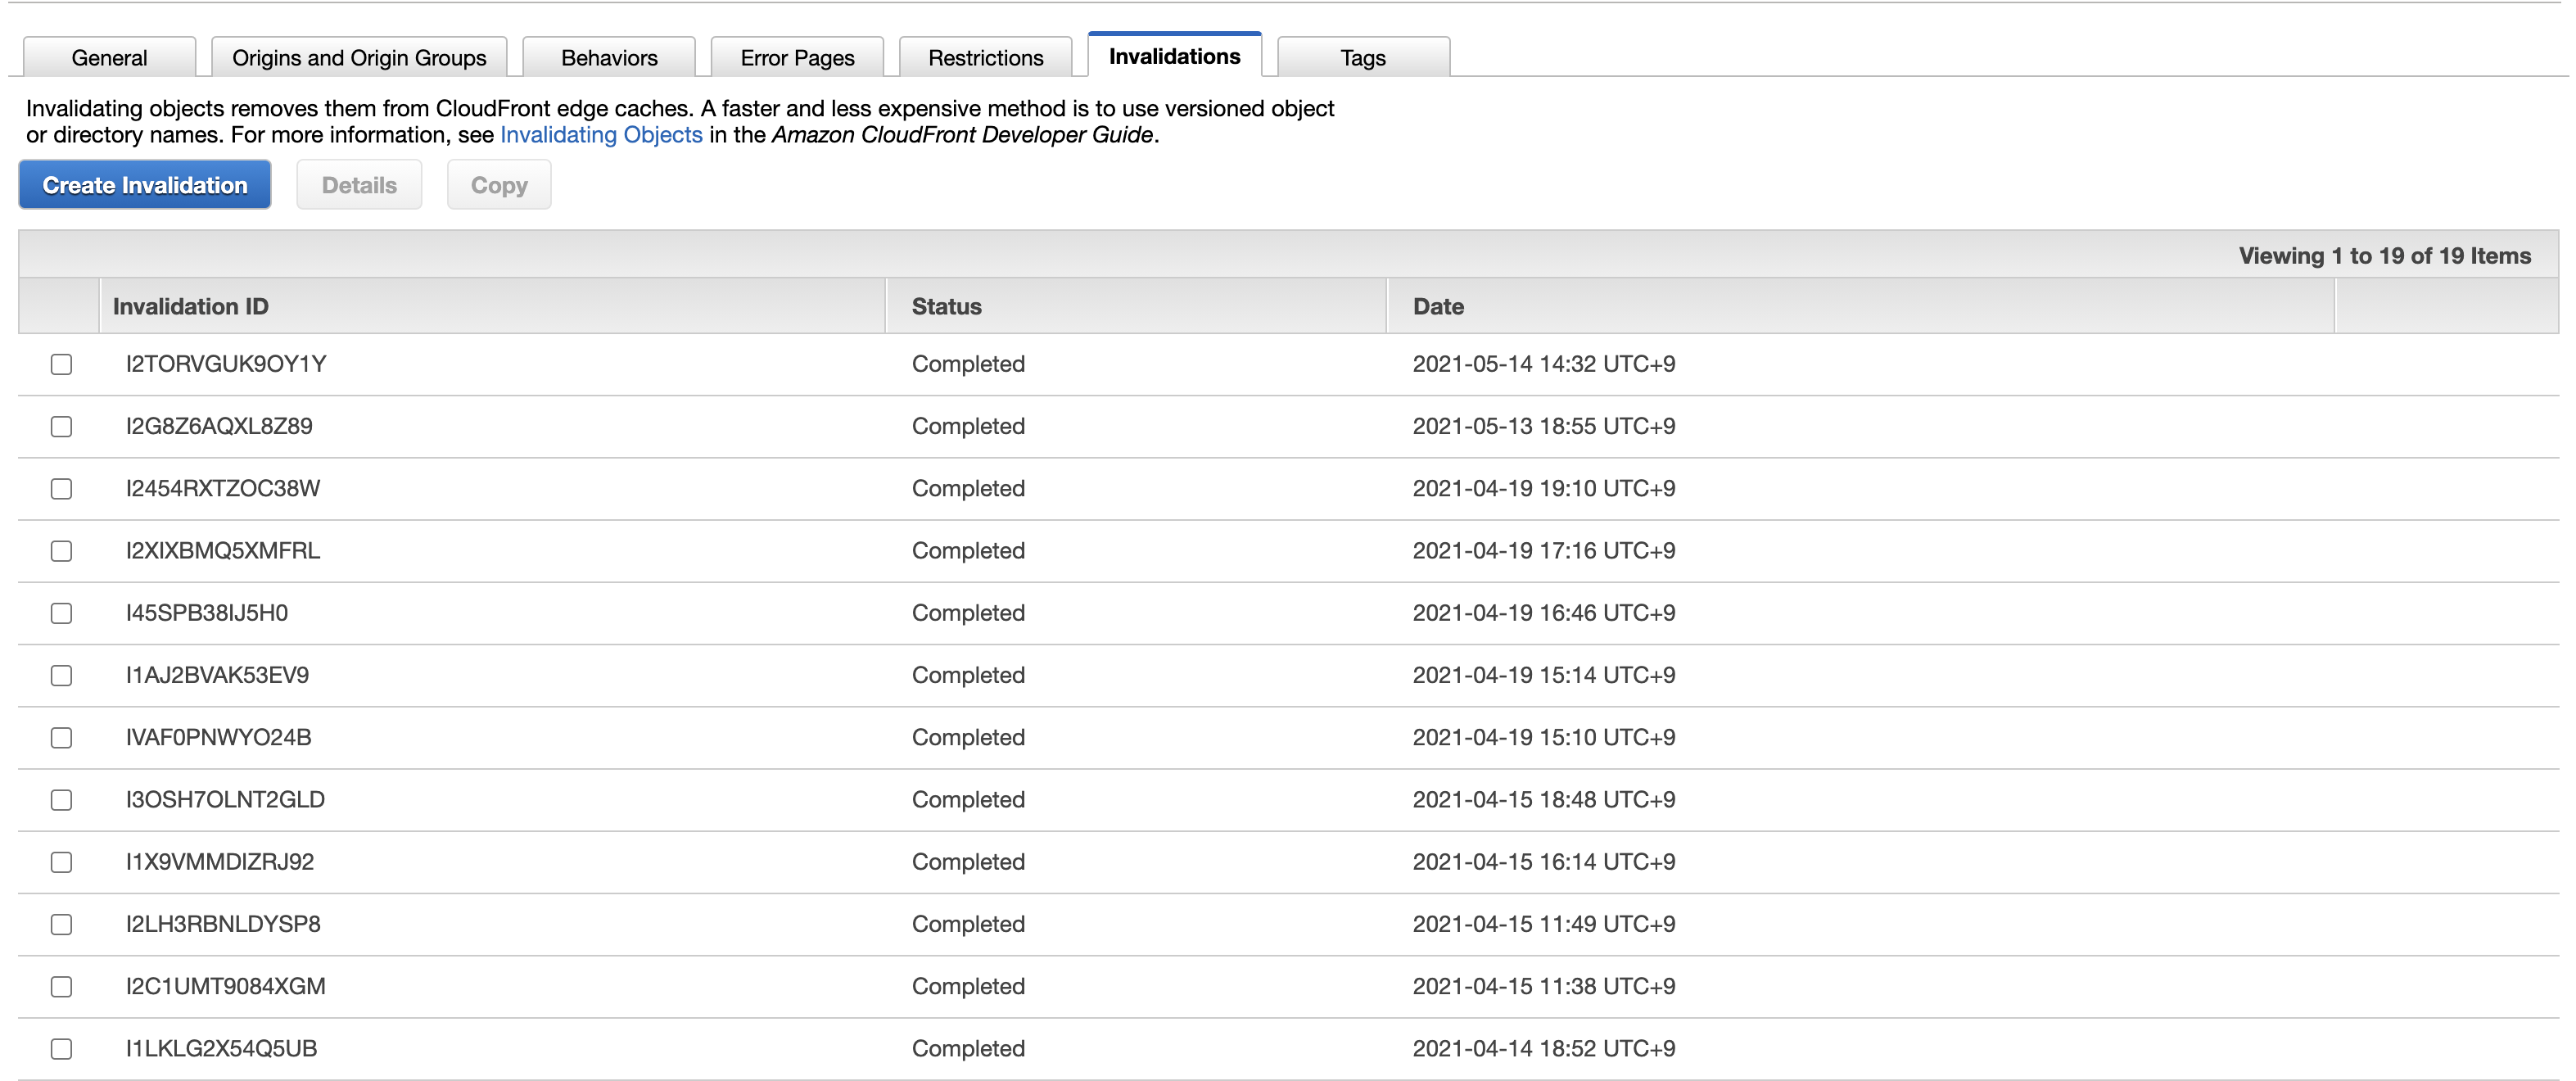 General Origins and Origin Groups Behaviors Error Pages Restrictions Invalidations Tags
Invalidating objects removes them from CloudFront edge caches. A faster and less expensive method is to use versioned object
or directory names. For more information, see Invalidating Objects in the Amazon CloudFront Developer Guide.
Create Invalidation Details Copy
Viewing 1 to 19 of 19 Items
Invalidation ID Status Date
I2TORVGUK9OY1Y Completed 2021-05-14 14:32 UTC+9
I2G8Z6AQXL8Z89 Completed 2021-05-13 18:55 UTC+9
I2454RXTZOC38W Completed 2021-04-19 19:10 UTC+9
I2XIXBMQ5XMFRL Completed 2021-04-19 17:16 UTC+9
I45SPB38IJ5H0 Completed 2021-04-19 16:46 UTC+9
I1AJ2BVAK53EV9 Completed 2021-04-19 15:14 UTC+9
IVAF0PNWYO24B Completed 2021-04-19 15:10 UTC+9
I3OSH7OLNT2GLD Completed 2021-04-15 18:48 UTC+9
I1X9VMMDIZRJ92 Completed 2021-04-15 16:14 UTC+9
I2LH3RBNLDYSP8 Completed 2021-04-15 11:49 UTC+9
I2C1UMT9084XGM Completed 2021-04-15 11:38 UTC+9
I1LKLG2X54Q5UB Completed 2021-04-14 18:52 UTC+9